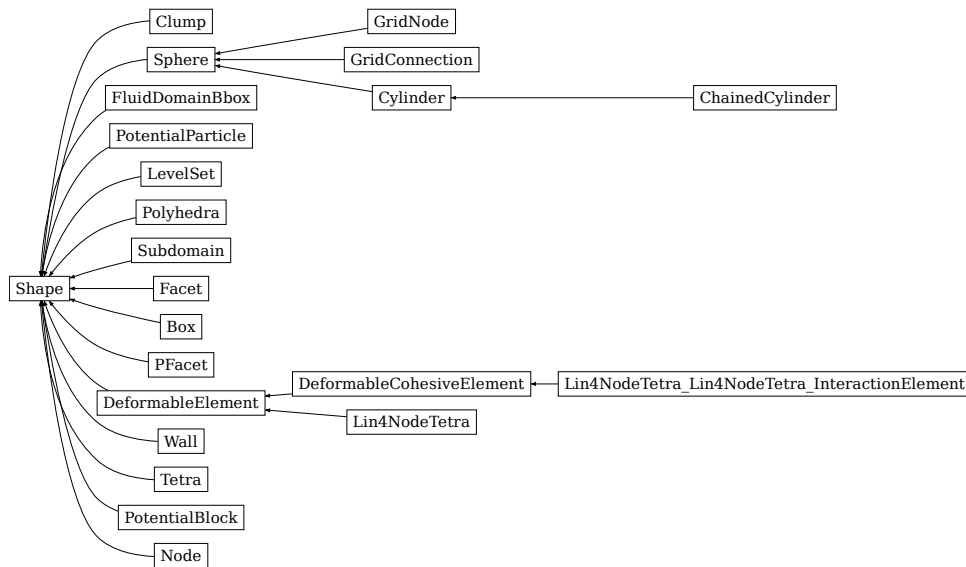 Clump
GridNode
Sphere
GridConnection
FluidDomainBbox
Cylinder
ChainedCylinder
PotentialParticle
LevelSet
Polyhedra
Subdomain
Shape
Facet
Box
PFacet
DeformableCohesiveElement
Lin4NodeTetra_Lin4NodeTetra_InteractionElement
DeformableElement
Lin4NodeTetra
Wall
Tetra
PotentialBlock
Node